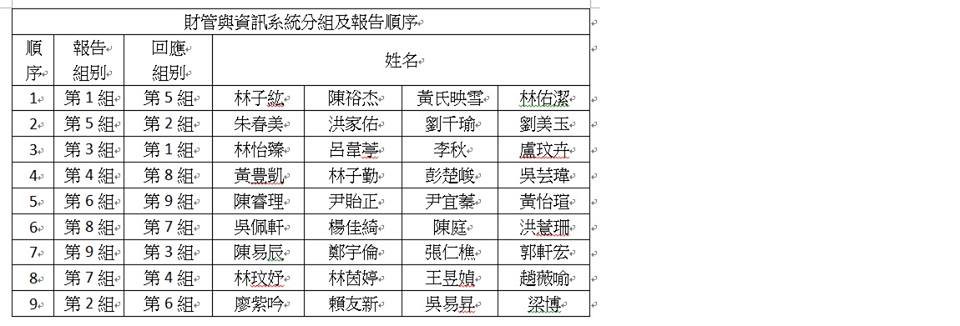 財管與資訊系統分組及報告順序
順序 報告組別 回應組別 姓名
1 第 1 組 第 5 組 林子紘 陳裕杰 黃氏映雪 林佑潔
2 第 5 組 第 2 組 朱春美 洪家佑 劉千瑜 劉美玉
3 第 3 組 第 1 組 林怡臻 呂韋葶 李秋 盧玟卉
4 第 4 組 第 8 組 黃豊凱 林子勤 彭楚峻 吳芸瑋
5 第 6 組 第 9 組 陳睿理 尹貽正 尹宜蓁 黃怡瑄
6 第 8 組 第 7 組 吳佩軒 楊佳綺 陳庭 洪薏珊
7 第 9 組 第 3 組 陳易辰 鄭宇倫 張仁樵 郭軒宏
8 第 7 組 第 4 組 林玟妤 林茵婷 王昱媜 趙薇喻
9 第 2 組 第 6 組 廖紫吟 賴友新 吳易昇 梁博